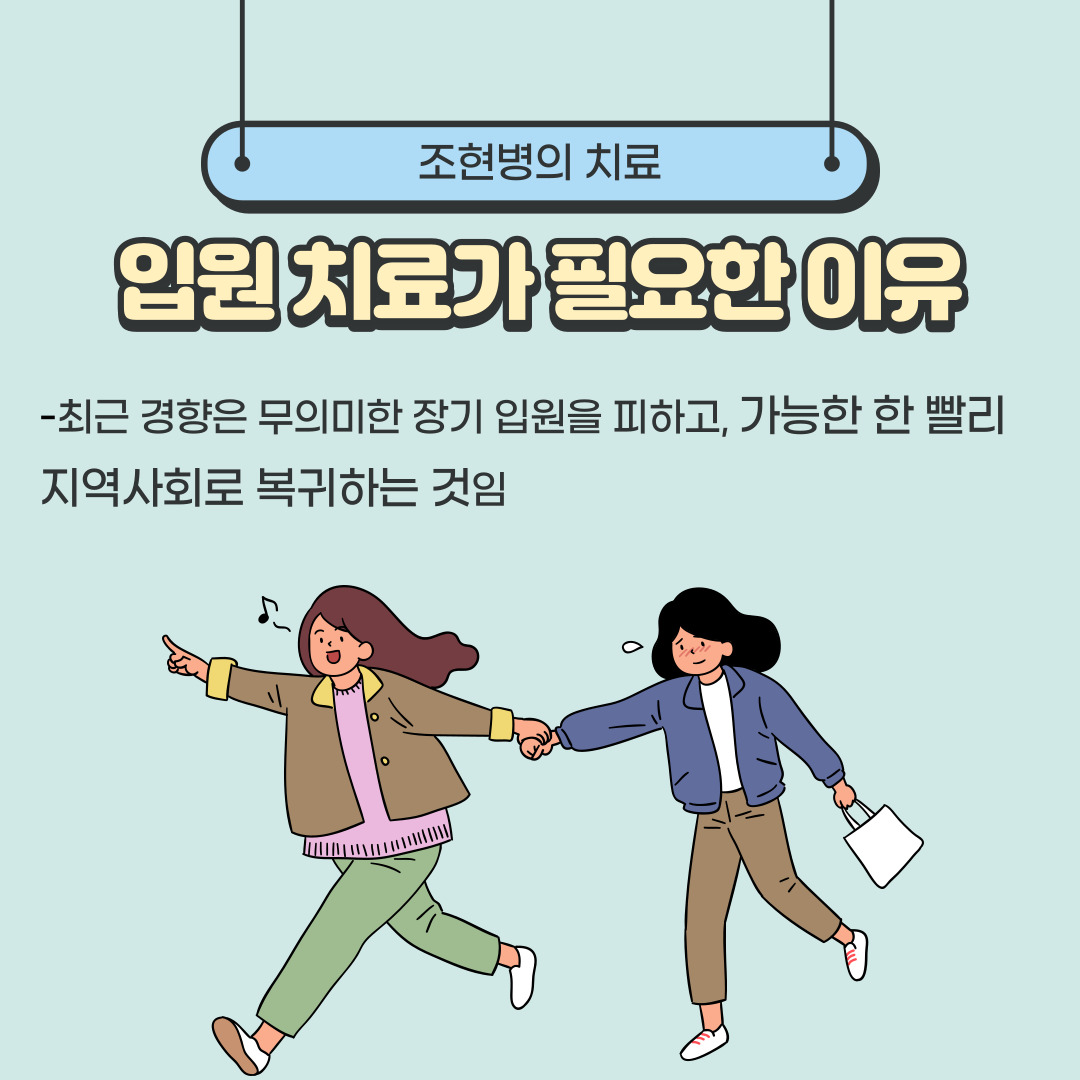 조현병의 치료
입원 치료가 필요한 이유
-최근 경향은 무의미한 장기 입원을 피하고, 가능한 한 빨리
지역사회로 복귀하는 것임